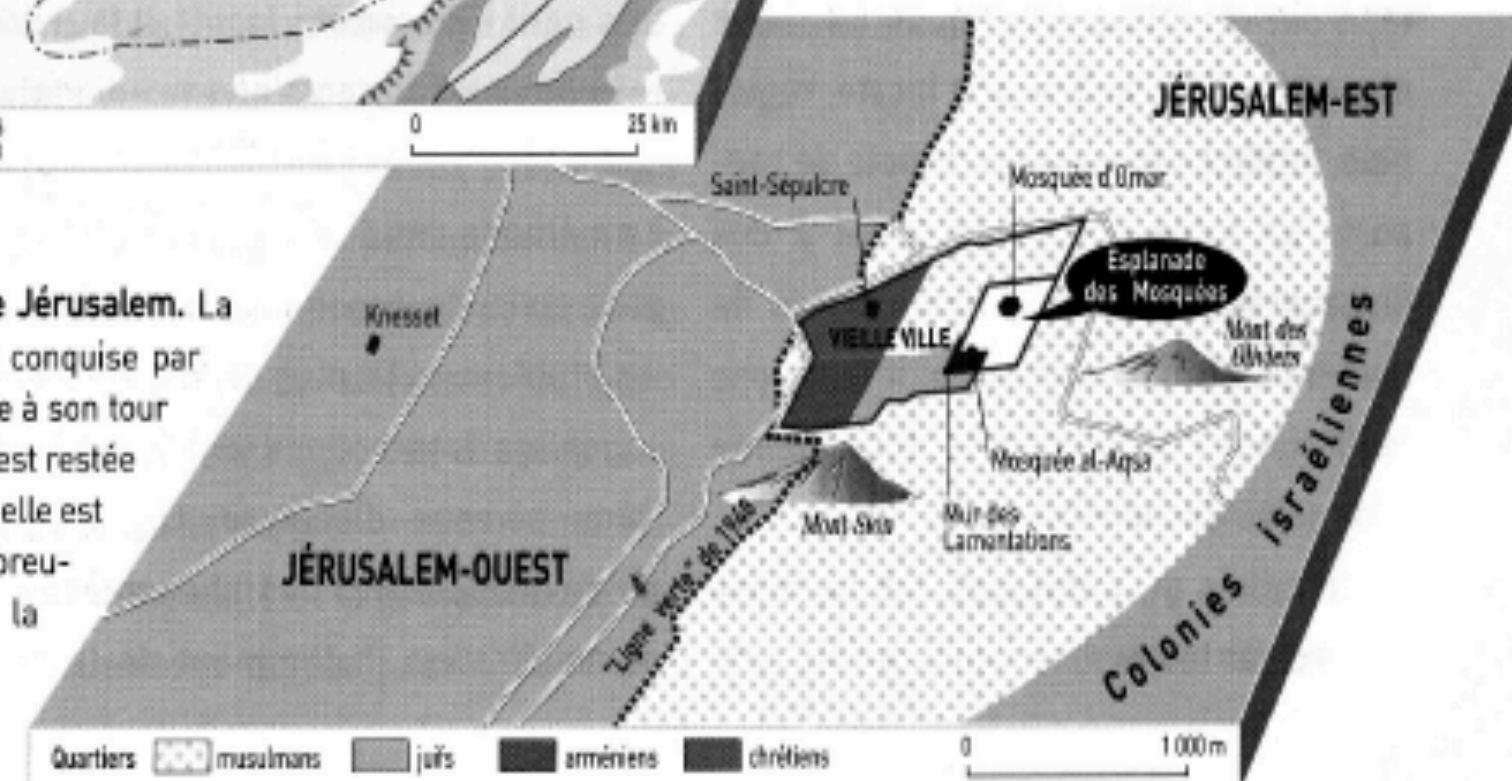 0 25 km
e Jérusalem. La
conquise par
e à son tour
est restée
elle est
preu-
la
JÉRUSALEM-EST
Saint-Sépulcre
Mosquée d'Omar
Esplanade
des Mosquées
Knesset
VIEILLE VILLE
Mont des
Oliviers
Mosquée al-Aqsa
Mur des
Lamentations
Mont Sion
JÉRUSALEM-OUEST
"Ligne verte" de 1948
Colonies israéliennes
Quartiers musulmans juifs arméniens chrétiens
0 1 000 m